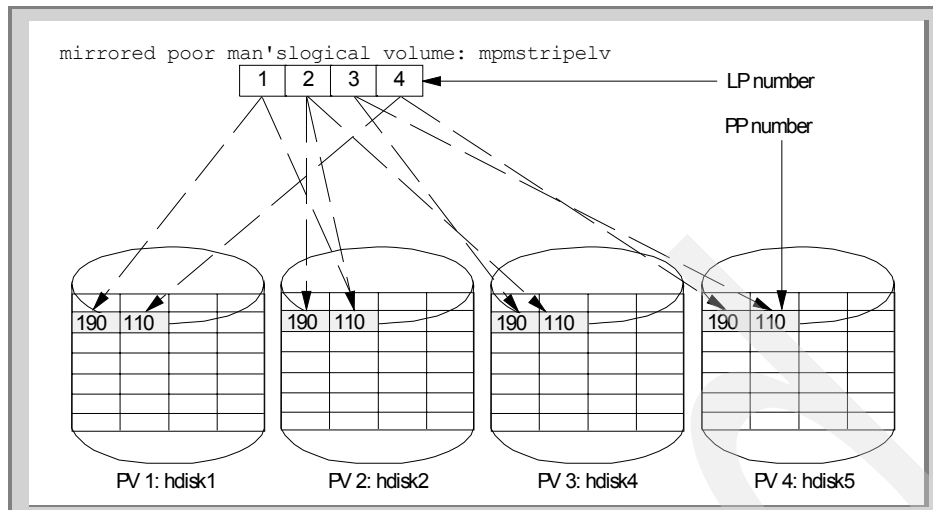 mirrored poor man'slogical volume: mpmstripelv
1 2 3 4
LP number
PP number
190 110 190 110 190 110 190 110
PV 1: hdisk1 PV 2: hdisk2 PV 3: hdisk4 PV 4: hdisk5